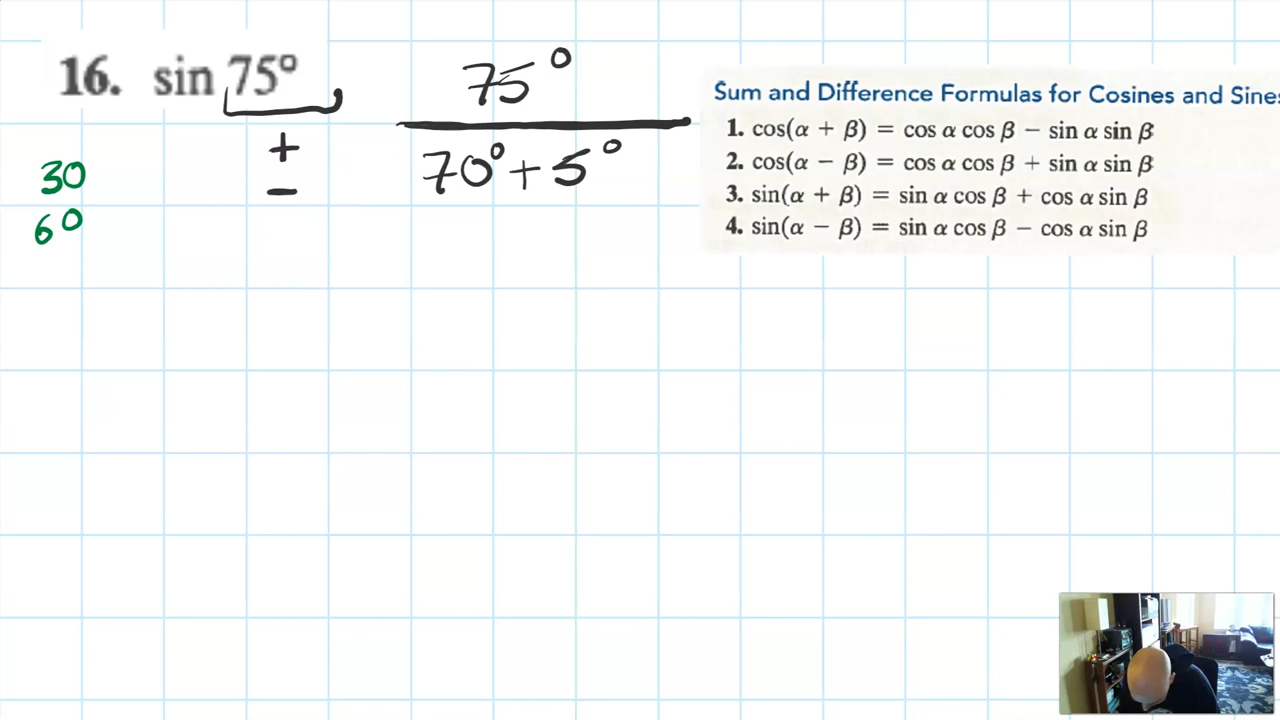 16. sin 75°
+
−
30
60
75°
70° + 5°
Sum and Difference Formulas for Cosines and Sines
1. cos(α + β) = cos α cos β − sin α sin β
2. cos(α − β) = cos α cos β + sin α sin β
3. sin(α + β) = sin α cos β + cos α sin β
4. sin(α − β) = sin α cos β − cos α sin β